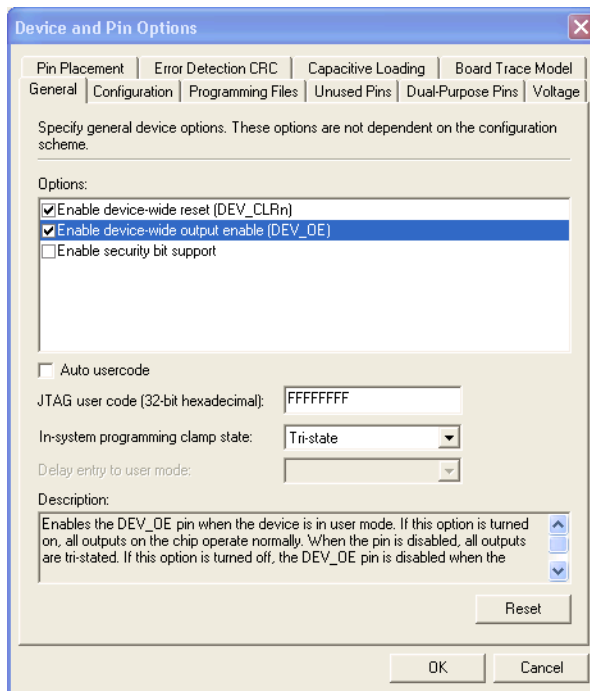 Device and Pin Options
Pin Placement Error Detection CRC Capacitive Loading Board Trace Model
General Configuration Programming Files Unused Pins Dual-Purpose Pins Voltage
Specify general device options. These options are not dependent on the configuration
scheme.
Options:
Enable device-wide reset (DEV_CLRn)
Enable device-wide output enable (DEV_OE)
Enable security bit support
Auto usercode
JTAG user code (32-bit hexadecimal): FFFFFFFF
In-system programming clamp state: Tri-state
Delay entry to user mode:
Description:
Enables the DEV_OE pin when the device is in user mode. If this option is turned
on, all outputs on the chip operate normally. When the pin is disabled, all outputs
are tri-stated. If this option is turned off, the DEV_OE pin is disabled when the
Reset
OK Cancel